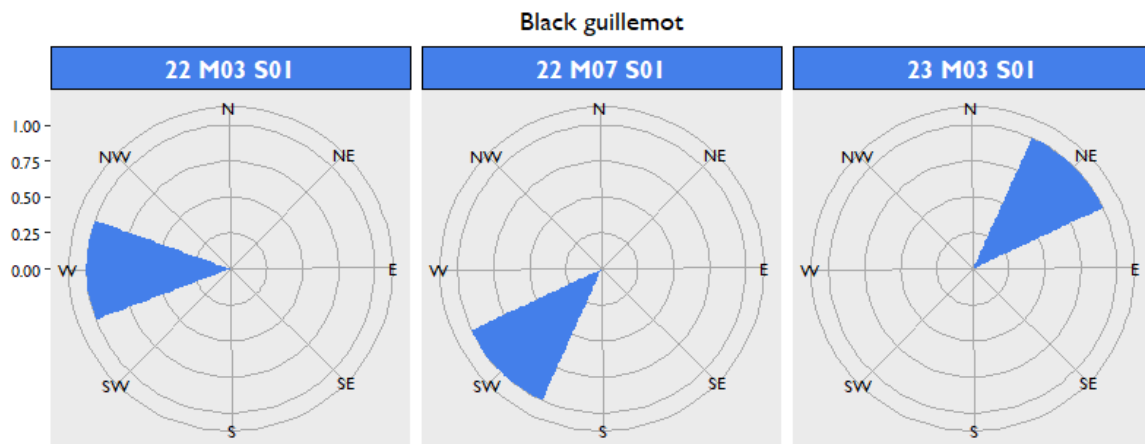 Black guillemot
22 M03 S01
22 M07 S01
23 M03 S01
1.00
0.75
0.50
0.25
0.00
N
NE
E
SE
S
SW
W
NW
N
NE
E
SE
S
SW
W
NW
N
NE
E
SE
S
SW
W
NW